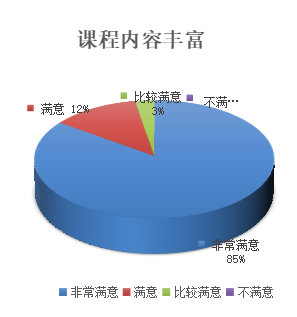 课程内容丰富
比较满意
3%
不满…
满意 12%
非常满意
85%
非常满意 满意 比较满意 不满意